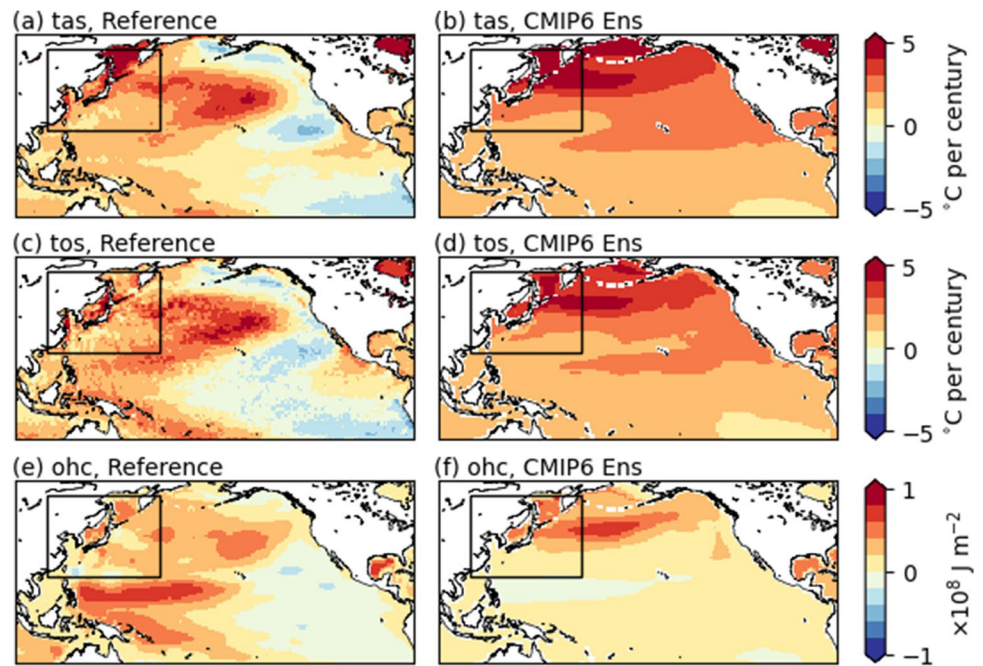 (a) tas, Reference
(b) tas, CMIP6 Ens
5
0
−5
°C per century
(c) tos, Reference
(d) tos, CMIP6 Ens
5
0
−5
°C per century
(e) ohc, Reference
(f) ohc, CMIP6 Ens
1
0
−1
×10⁸ J m⁻²